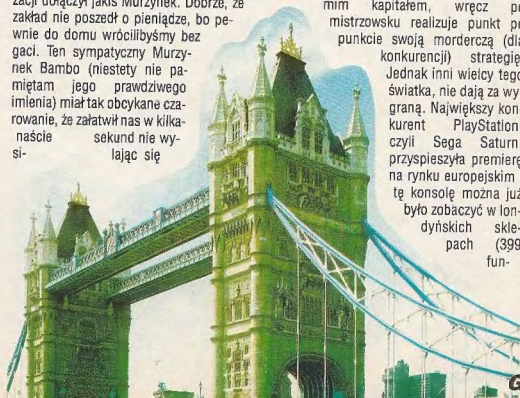 zacji dołączył jakiś Murzynek. Dobrze, że
zakład nie poszedł o pieniądze, bo pe-
wnie do domu wrócilibyśmy bez
gaci. Ten sympatyczny Murzy-
nek Bambo (niestety nie pa-
miętam jego prawdziwego
imienia) miał tak obcykane cza-
rowanie, że załatwił nas w kilka-
naście sekund nie wy-
si- lając się
mim kapitałem, wręcz
mistrzowsku realizuje punkt
punkcie swoją morderczą (dla
konkurencji) strategię
Jednak inni wielcy tego
światka, nie dają za wy-
graną. Największy kon-
kurent PlayStation
czyli Sega Saturn
przyspieszyła premierę
na rynku europejskim
tę konsolę można już
było zobaczyć w lon-
dyńskich skle-
pach (399
fun-
G